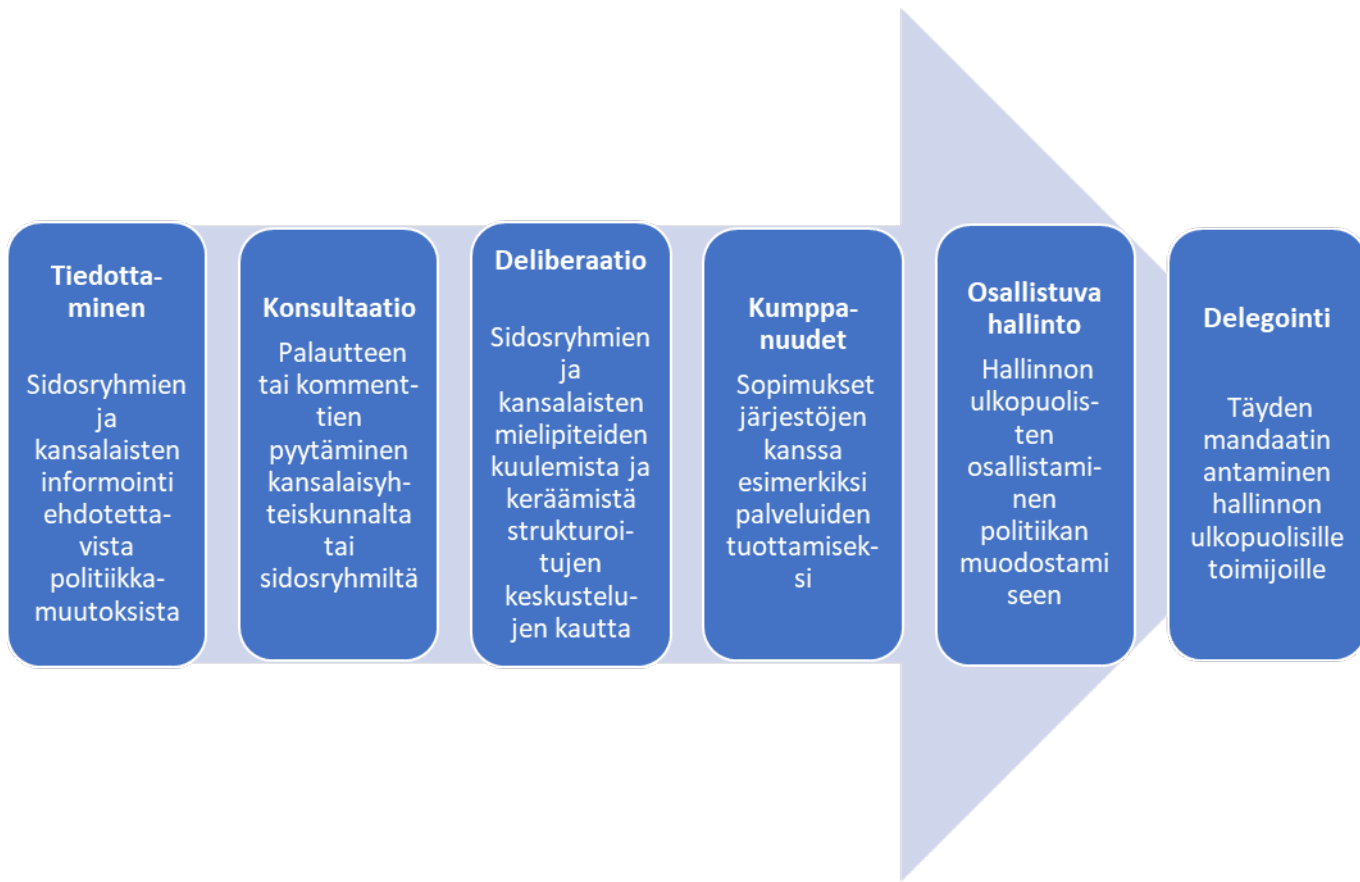 Tiedotta-
minen
Sidosryhmien
ja
kansalaisten
informointi
ehdotetta-
vista
politiikka-
muutoksista
Konsultaatio
Palautteen
tai komment-
tien
pyytäminen
kansalaisyh-
teiskunnalta
tai
sidosryhmiltä
Deliberaatio
Sidosryhmien
ja
kansalaisten
mielipiteiden
kuulemista ja
keräämistä
strukturoi-
tujen
keskustelu-
jen kautta
Kumppa-
nuudet
Sopimukset
järjestöjen
kanssa
esimerkiksi
palveluiden
tuottamisek-
si
Osallistuva
hallinto
Hallinnon
ulkopuolis-
ten
osallistami-
nen
politiikan
muodostami
seen
Delegointi
Täyden
mandaatin
antaminen
hallinnon
ulkopuolisille
toimijoille